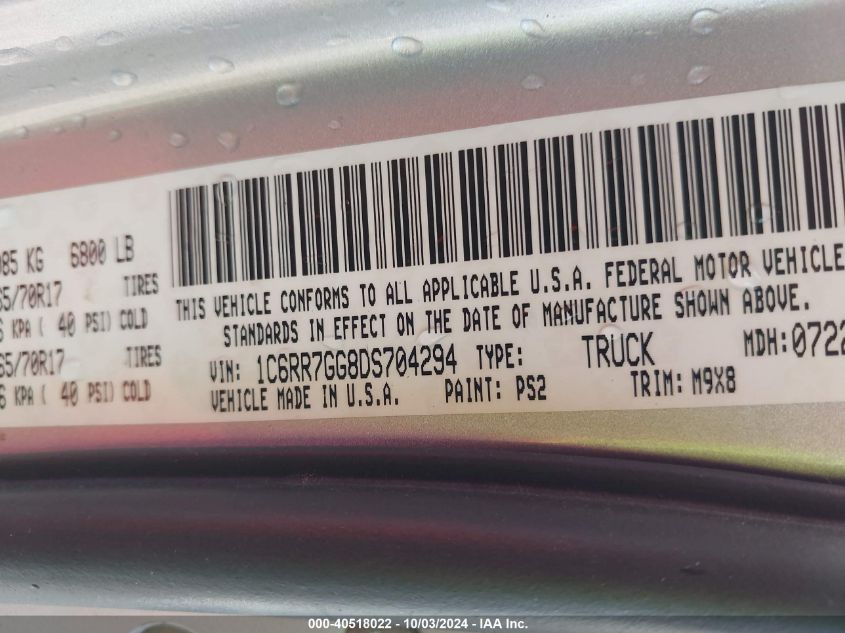 085 KG 6800 LB
65/70R17 TIRES
KPA ( 40 PSI) COLD
65/70R17 TIRES
KPA ( 40 PSI) COLD
THIS VEHICLE CONFORMS TO ALL APPLICABLE U.S.A. FEDERAL MOTOR VEHICLE
STANDARDS IN EFFECT ON THE DATE OF MANUFACTURE SHOWN ABOVE.
VIN: 1C6RR7GG8DS704294 TYPE: TRUCK MDH: 0722
VEHICLE MADE IN U.S.A. PAINT: PS2 TRIM: M9X8
000-40518022 - 10/03/2024 - IAA Inc.